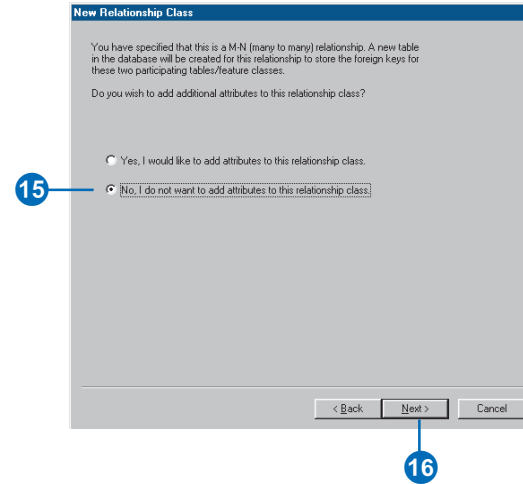 New Relationship Class
You have specified that this is a M-N (many to many) relationship. A new table
in the database will be created for this relationship to store the foreign keys for
these two participating tables/feature classes.
Do you wish to add additional attributes to this relationship class?
Yes, I would like to add attributes to this relationship class.
15 No, I do not want to add attributes to this relationship class.
< Back Next > Cancel
16